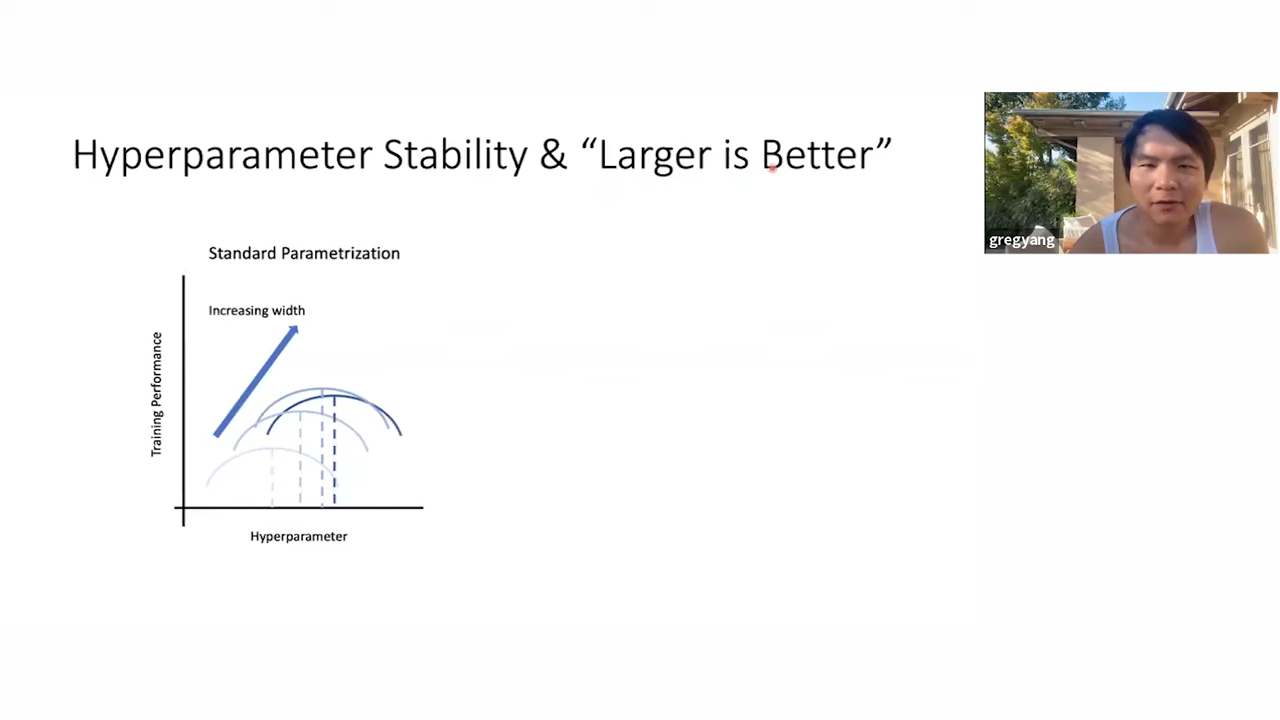 Hyperparameter Stability & “Larger is Better”
gregyang
Standard Parametrization
Increasing width
Training Performance
Hyperparameter